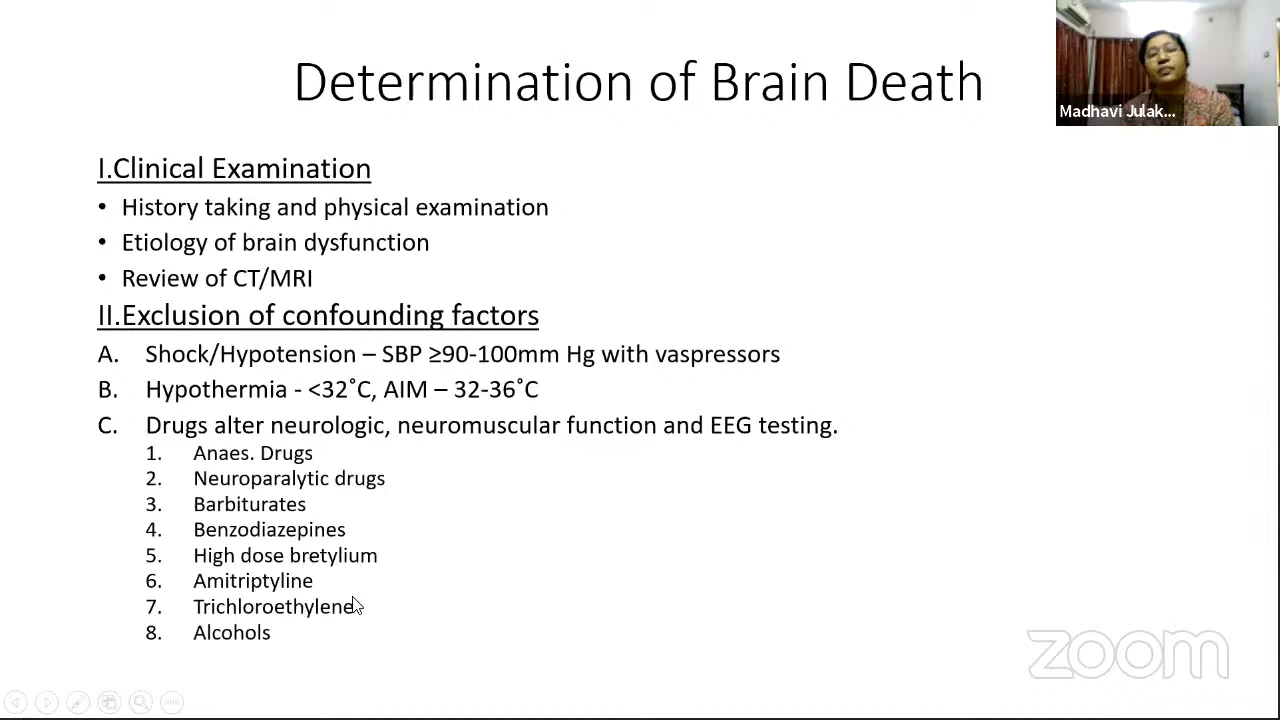 Determination of Brain Death
Madhavi Julak...
I.Clinical Examination
• History taking and physical examination
• Etiology of brain dysfunction
• Review of CT/MRI
II.Exclusion of confounding factors
A. Shock/Hypotension – SBP ≥90-100mm Hg with vaspressors
B. Hypothermia - <32˚C, AIM – 32-36˚C
C. Drugs alter neurologic, neuromuscular function and EEG testing.
1. Anaes. Drugs
2. Neuroparalytic drugs
3. Barbiturates
4. Benzodiazepines
5. High dose bretylium
6. Amitriptyline
7. Trichloroethylene
8. Alcohols
zoom